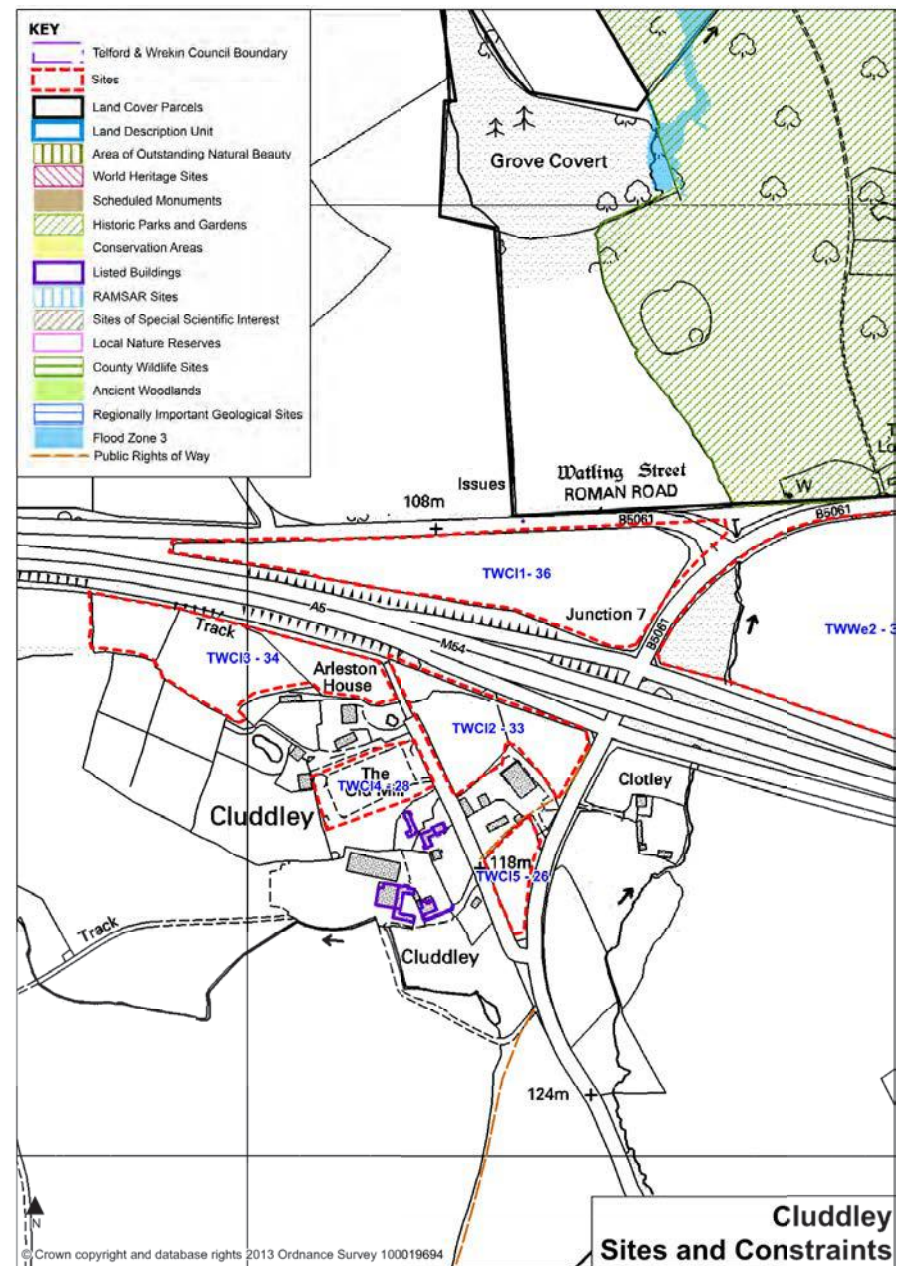 KEY
Telford & Wrekin Council Boundary
Sites
Land Cover Parcels
Land Description Unit
Area of Outstanding Natural Beauty
World Heritage Sites
Scheduled Monuments
Historic Parks and Gardens
Conservation Areas
Listed Buildings
RAMSAR Sites
Sites of Special Scientific Interest
Local Nature Reserves
County Wildlife Sites
Ancient Woodlands
Regionally Important Geological Sites
Flood Zone 3
Public Rights of Way
Grove Covert
Issues
Watling Street
ROMAN ROAD
W
108m
B5061
B5061
TWCl1- 36
Junction 7
B5061
TWWe2 - 3
A5
M54
Track
TWCl3 - 34
Arleston
House
TWCl2 - 33
The
Old Mill
TWCl4 - 28
Clotley
Cluddley
118m
TWCl5 - 26
Track
Cluddley
124m
N
© Crown copyright and database rights 2013 Ordnance Survey 100019694
Cluddley
Sites and Constraints